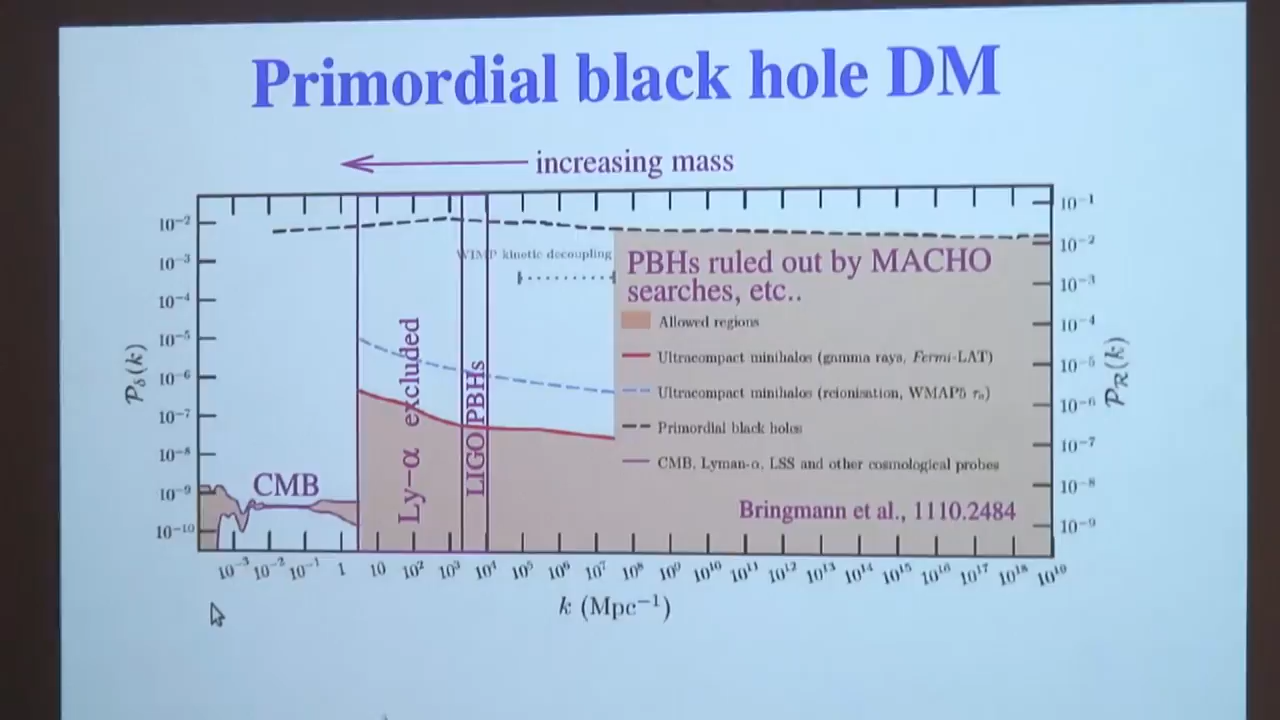 Primordial black hole DM
increasing mass
10⁻²
10⁻³
10⁻⁴
10⁻⁵
10⁻⁶
10⁻⁷
10⁻⁸
10⁻⁹
10⁻¹⁰
P_δ(k)
WIMP kinetic decoupling
PBHs ruled out by MACHO
searches, etc..
Allowed regions
Ultracompact minihalos (gamma rays, Fermi-LAT)
Ultracompact minihalos (reionisation, WMAP5 τₑ)
Primordial black holes
CMB, Lyman-α, LSS and other cosmological probes
Bringmann et al., 1110.2484
CMB
Ly-α excluded
LIGO PBHs
10⁻¹
10⁻²
10⁻³
10⁻⁴
10⁻⁵
10⁻⁶
10⁻⁷
10⁻⁸
10⁻⁹
P_R(k)
10⁻³ 10⁻² 10⁻¹ 1 10 10² 10³ 10⁴ 10⁵ 10⁶ 10⁷ 10⁸ 10⁹ 10¹⁰ 10¹¹ 10¹² 10¹³ 10¹⁴ 10¹⁵ 10¹⁶ 10¹⁷ 10¹⁸ 10¹⁹
k (Mpc⁻¹)